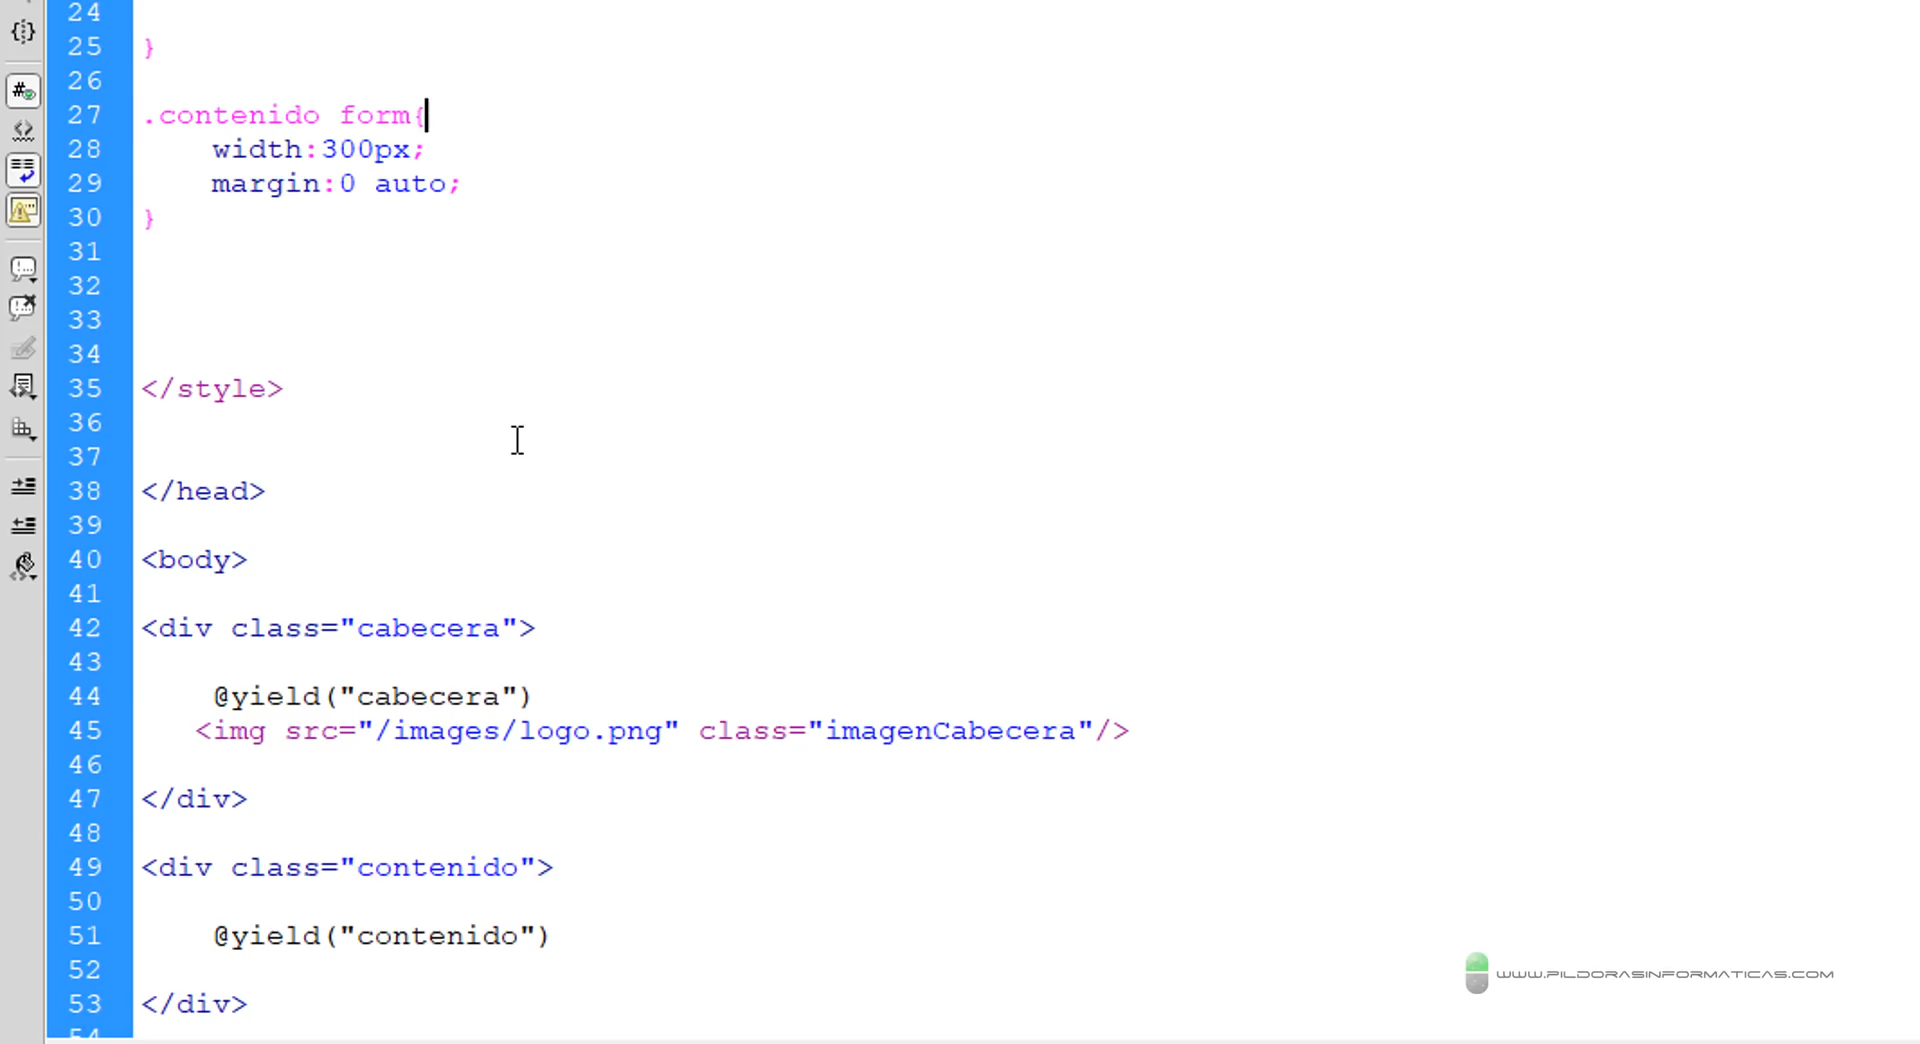 24
25 }
26
27 .contenido form{
28 width:300px;
29 margin:0 auto;
30 }
31
32
33
34
35 </style>
36
37
38 </head>
39
40 <body>
41
42 <div class="cabecera">
43
44 @yield("cabecera")
45 <img src="/images/logo.png" class="imagenCabecera"/>
46
47 </div>
48
49 <div class="contenido">
50
51 @yield("contenido")
52
53 </div>
54
WWW.PILDORASINFORMATICAS.COM